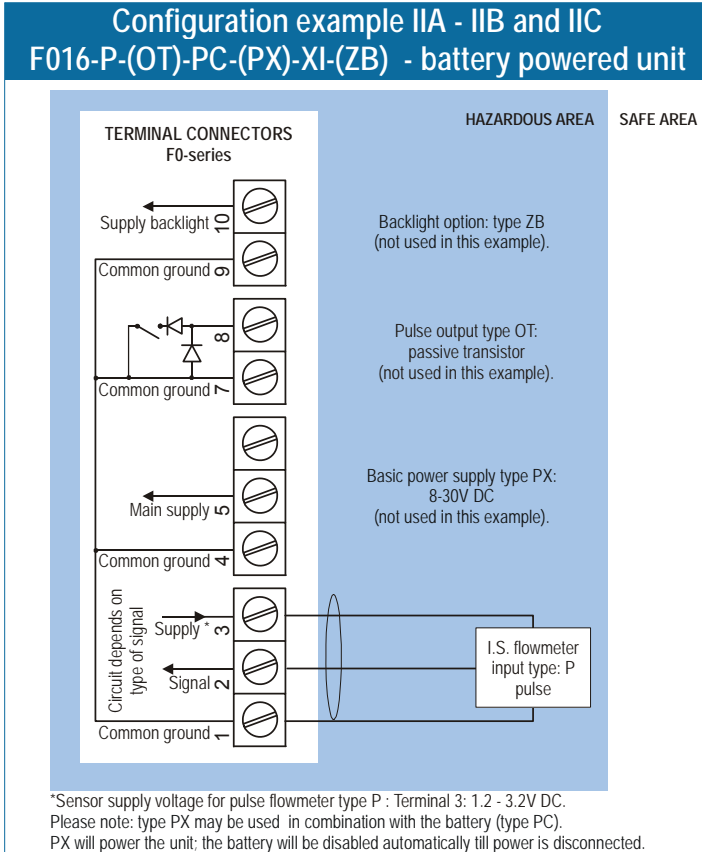 Configuration example IIA - IIB and IIC
F016-P-(OT)-PC-(PX)-XI-(ZB) - battery powered unit
HAZARDOUS AREA
SAFE AREA
TERMINAL CONNECTORS
F0-series
Supply backlight
10
Backlight option: type ZB
(not used in this example).
Common ground
9
8
Pulse output type OT:
passive transistor
(not used in this example).
Common ground
7
Basic power supply type PX:
8-30V DC
(not used in this example).
Main supply
5
Common ground
4
Circuit depends on
type of signal
Supply *
3
Signal
2
I.S. flowmeter
input type: P
pulse
Common ground
1
*Sensor supply voltage for pulse flowmeter type P : Terminal 3: 1.2 - 3.2V DC.
Please note: type PX may be used in combination with the battery (type PC).
PX will power the unit; the battery will be disabled automatically till power is disconnected.